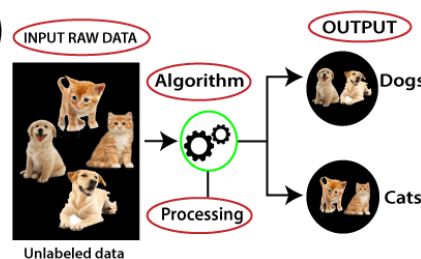 INPUT RAW DATA
OUTPUT
Algorithm
Dogs
Processing
Cats
Unlabeled data